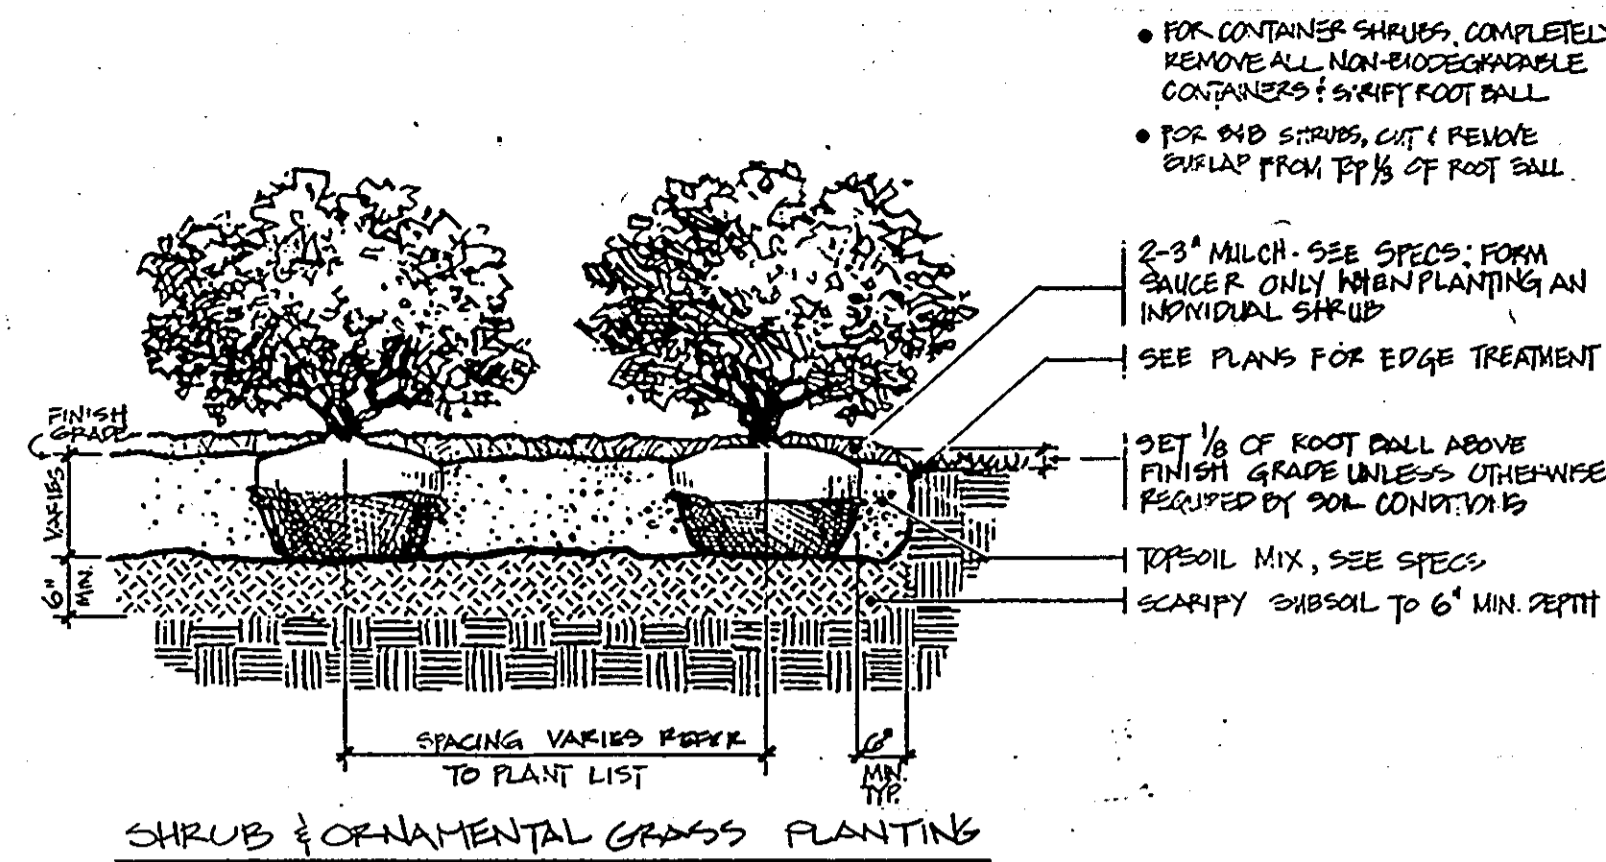 • FOR CONTAINER SHRUBS, COMPLETELY
REMOVE ALL NON-BIODEGRADABLE
CONTAINERS & SCARIFY ROOT BALL
• FOR B&B SHRUBS, CUT & REMOVE
BURLAP FROM TOP 1/3 OF ROOT BALL
2-3" MULCH - SEE SPECS; FORM
SAUCER ONLY WHEN PLANTING AN
INDIVIDUAL SHRUB
SEE PLANS FOR EDGE TREATMENT
FINISH
GRADE
SET 1/8 OF ROOT BALL ABOVE
FINISH GRADE UNLESS OTHERWISE
REQUIRED BY SOIL CONDITIONS
VARIES
TOPSOIL MIX, SEE SPECS
6" MIN.
SCARIFY SUBSOIL TO 6" MIN. DEPTH
SPACING VARIES REFER
TO PLANT LIST
6"
MIN.
TYP.
SHRUB & ORNAMENTAL GRASS PLANTING